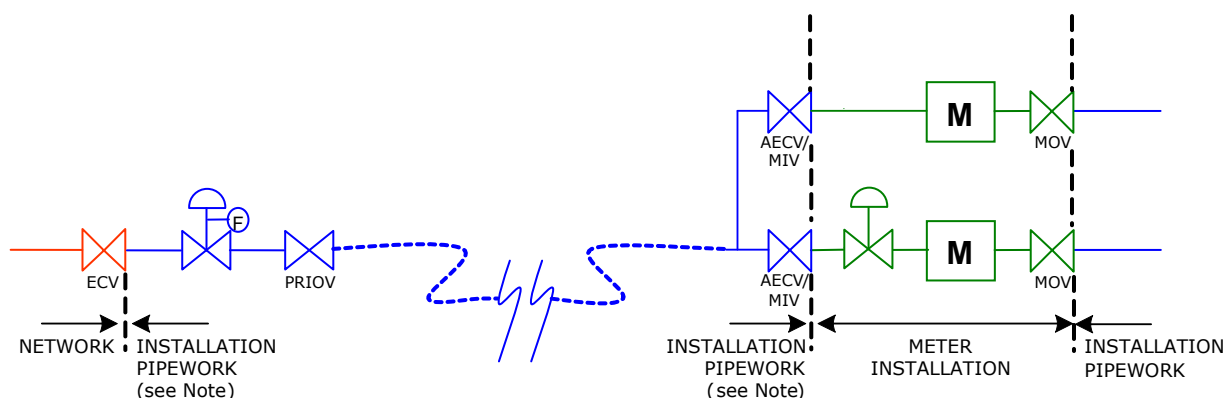 M
AECV/
MIV
MOV
F
M
ECV
PRIOV
AECV/
MIV
MOV
NETWORK
INSTALLATION
PIPEWORK
(see Note)
INSTALLATION
PIPEWORK
(see Note)
METER
INSTALLATION
INSTALLATION
PIPEWORK